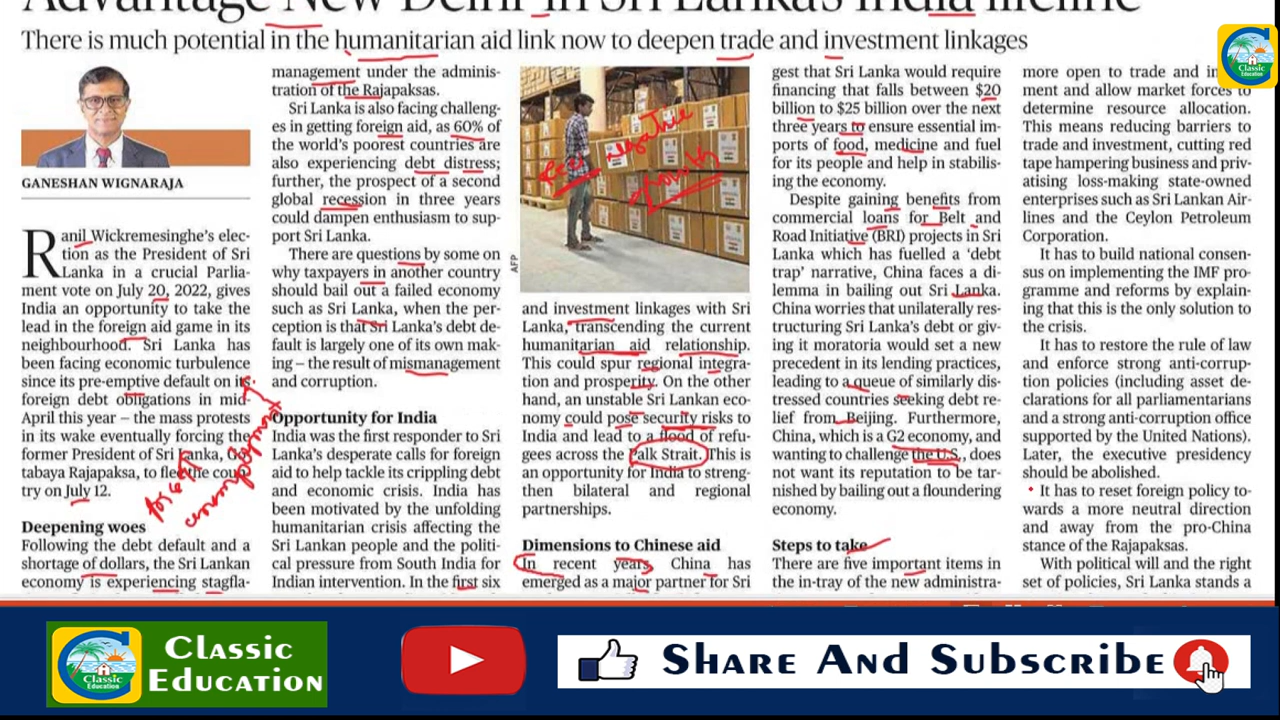 Advantage New Delhi in Sri Lanka's India lifeline
There is much potential in the humanitarian aid link now to deepen trade and investment linkages
GANESHAN WIGNARAJA
Ranil Wickremesinghe's elec-
tion as the President of Sri
Lanka in a crucial Parlia-
ment vote on July 20, 2022, gives
India an opportunity to take the
lead in the foreign aid game in its
neighbourhood. Sri Lanka has
been facing economic turbulence
since its pre-emptive default on its
foreign debt obligations in mid-
April this year – the mass protests
in its wake eventually forcing the
former President of Sri Lanka, Go-
tabaya Rajapaksa, to flee the coun-
try on July 12.
Deepening woes
Following the debt default and a
shortage of dollars, the Sri Lankan
economy is experiencing stagfla-
management under the adminis-
tration of the Rajapaksas.
Sri Lanka is also facing challeng-
es in getting foreign aid, as 60% of
the world's poorest countries are
also experiencing debt distress;
further, the prospect of a second
global recession in three years
could dampen enthusiasm to sup-
port Sri Lanka.
There are questions by some on
why taxpayers in another country
should bail out a failed economy
such as Sri Lanka, when the per-
ception is that Sri Lanka's debt de-
fault is largely one of its own mak-
ing – the result of mismanagement
and corruption.
Opportunity for India
India was the first responder to Sri
Lanka's desperate calls for foreign
aid to help tackle its crippling debt
and economic crisis. India has
been motivated by the unfolding
humanitarian crisis affecting the
Sri Lankan people and the politi-
cal pressure from South India for
Indian intervention. In the first six
AFP
and investment linkages with Sri
Lanka, transcending the current
humanitarian aid relationship.
This could spur regional integra-
tion and prosperity. On the other
hand, an unstable Sri Lankan eco-
nomy could pose security risks to
India and lead to a flood of refu-
gees across the Palk Strait. This is
an opportunity for India to streng-
then bilateral and regional
partnerships.
Dimensions to Chinese aid
In recent years, China has
emerged as a major partner for Sri
gest that Sri Lanka would require
financing that falls between $20
billion to $25 billion over the next
three years to ensure essential im-
ports of food, medicine and fuel
for its people and help in stabilis-
ing the economy.
Despite gaining benefits from
commercial loans for Belt and
Road Initiative (BRI) projects in Sri
Lanka which has fuelled a 'debt
trap' narrative, China faces a di-
lemma in bailing out Sri Lanka.
China worries that unilaterally res-
tructuring Sri Lanka's debt or giv-
ing it moratoria would set a new
precedent in its lending practices,
leading to a queue of similarly dis-
tressed countries seeking debt re-
lief from Beijing. Furthermore,
China, which is a G2 economy, and
wanting to challenge the U.S., does
not want its reputation to be tar-
nished by bailing out a floundering
economy.
Steps to take
There are five important items in
the in-tray of the new administra-
more open to trade and in
ment and allow market forces to
determine resource allocation.
This means reducing barriers to
trade and investment, cutting red
tape hampering business and priv-
atising loss-making state-owned
enterprises such as Sri Lankan Air-
lines and the Ceylon Petroleum
Corporation.
It has to build national consen-
sus on implementing the IMF pro-
gramme and reforms by explain-
ing that this is the only solution to
the crisis.
It has to restore the rule of law
and enforce strong anti-corrup-
tion policies (including asset de-
clarations for all parliamentarians
and a strong anti-corruption office
supported by the United Nations).
Later, the executive presidency
should be abolished.
It has to reset foreign policy to-
wards a more neutral direction
and away from the pro-China
stance of the Rajapaksas.
With political will and the right
set of policies, Sri Lanka stands a
negative
growth
Classic
Education
Classic
Education
Classic
Education
Share And Subscribe